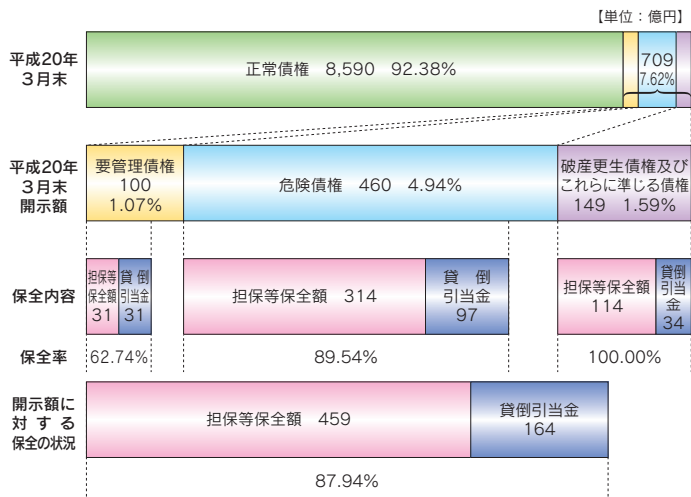 【単位：億円】
平成20年
3月末
正常債権 8,590 92.38%
709
7.62%
平成20年
3月末
開示額
要管理債権
100
1.07%
危険債権 460 4.94%
破産更生債権及び
これらに準じる債権
149 1.59%
保全内容
担保等
保全額
31
貸倒
引当金
31
担保等保全額 314
貸倒
引当金
97
担保等保全額
114
貸倒
引当
金
34
保全率
62.74%
89.54%
100.00%
開示額に
対する
保全の状況
担保等保全額 459
貸倒引当金
164
87.94%